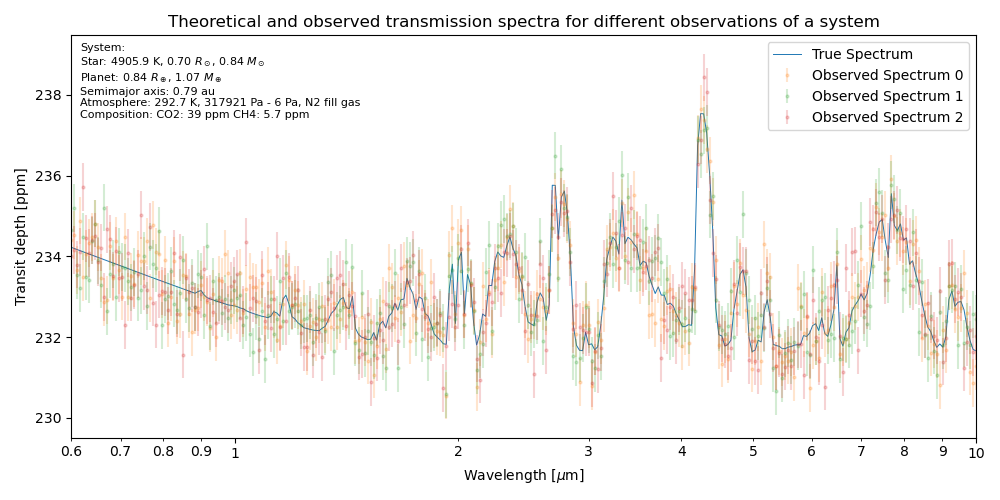 Theoretical and observed transmission spectra for different observations of a system
System:
Star: 4905.9 K, 0.70 R⊙, 0.84 M⊙
Planet: 0.84 R⊕, 1.07 M⊕
Semimajor axis: 0.79 au
Atmosphere: 292.7 K, 317921 Pa - 6 Pa, N2 fill gas
Composition: CO2: 39 ppm CH4: 5.7 ppm
True Spectrum
Observed Spectrum 0
Observed Spectrum 1
Observed Spectrum 2
Transit depth [ppm]
238
236
234
232
230
0.6 0.7 0.8 0.9 1 2 3 4 5 6 7 8 9 10
Wavelength [μm]